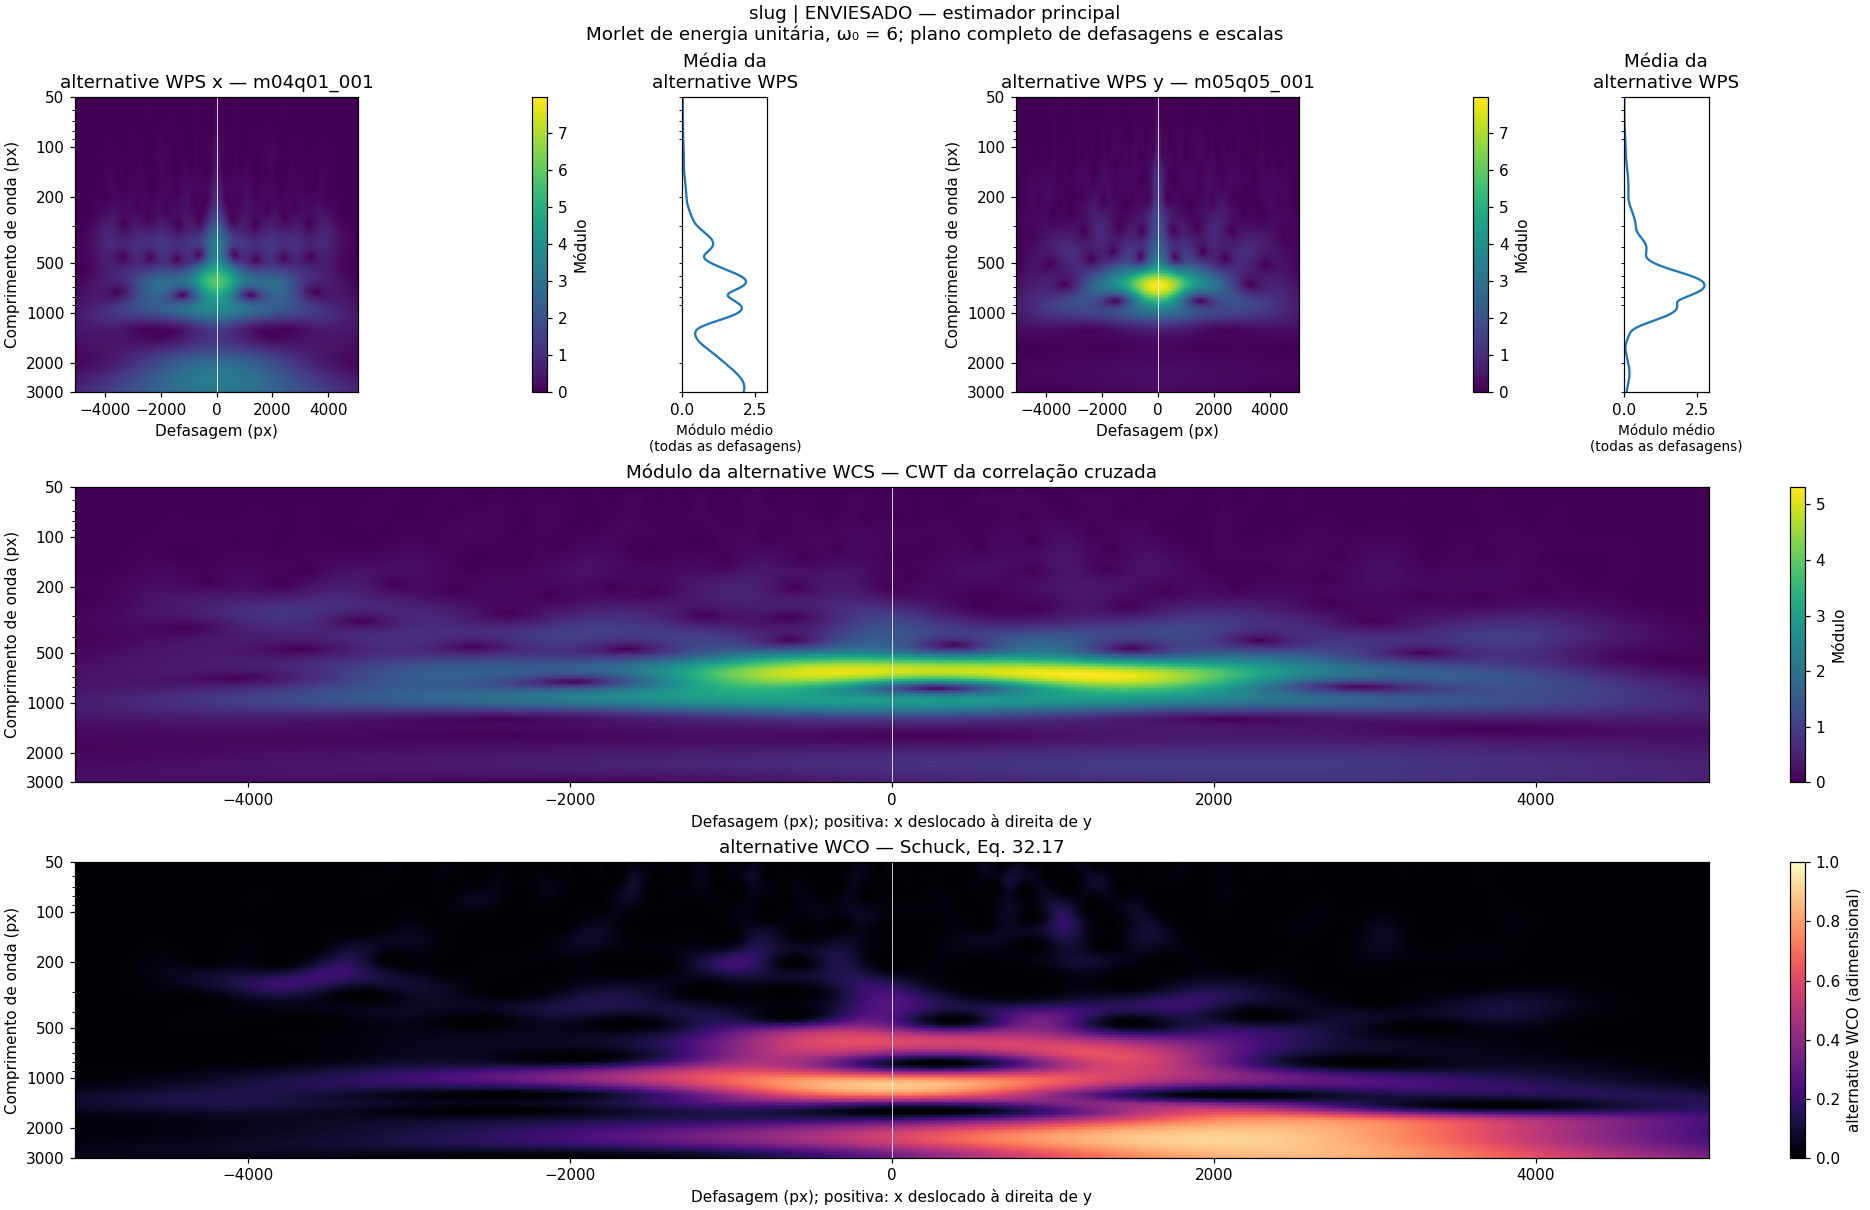 slug | ENVIESADO — estimador principal
Morlet de energia unitária, ω₀ = 6; plano completo de defasagens e escalas
alternative WPS x — m04q01_001
50
100
200
500
1000
2000
3000
Comprimento de onda (px)
−4000 −2000 0 2000 4000
Defasagem (px)
7
6
5
4
3
2
1
0
Módulo
Média da
alternative WPS
0.0 2.5
Módulo médio
(todas as defasagens)
alternative WPS y — m05q05_001
50
100
200
500
1000
2000
3000
Comprimento de onda (px)
−4000 −2000 0 2000 4000
Defasagem (px)
7
6
5
4
3
2
1
0
Módulo
Média da
alternative WPS
0.0 2.5
Módulo médio
(todas as defasagens)
Módulo da alternative WCS — CWT da correlação cruzada
50
100
200
500
1000
2000
3000
Comprimento de onda (px)
−4000 −2000 0 2000 4000
Defasagem (px); positiva: x deslocado à direita de y
5
4
3
2
1
0
Módulo
alternative WCO — Schuck, Eq. 32.17
50
100
200
500
1000
2000
3000
Comprimento de onda (px)
−4000 −2000 0 2000 4000
Defasagem (px); positiva: x deslocado à direita de y
1.0
0.8
0.6
0.4
0.2
0.0
alternative WCO (adimensional)